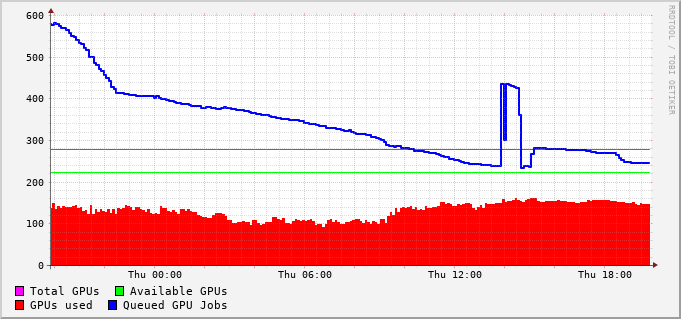 600
500
400
300
200
100
0
Thu 00:00 Thu 06:00 Thu 12:00 Thu 18:00
Total GPUs Available GPUs
GPUs used Queued GPU Jobs
RRDTOOL / TOBI OETIKER